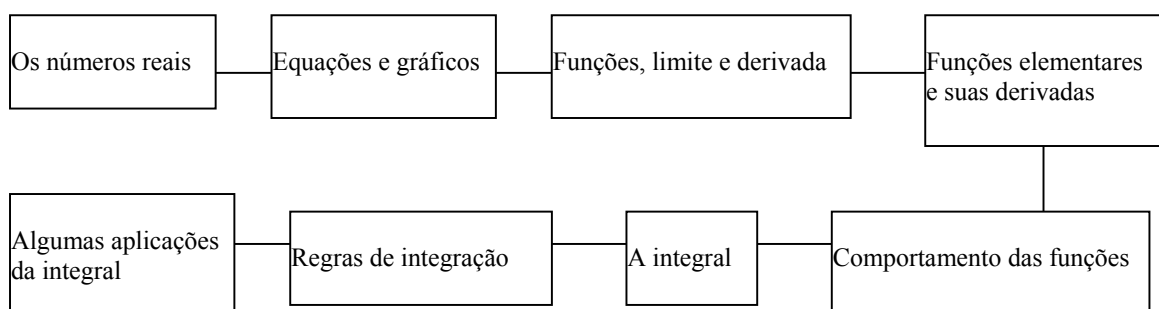 Os números reais
Equações e gráficos
Funções, limite e derivada
Funções elementares
e suas derivadas
Comportamento das funções
A integral
Regras de integração
Algumas aplicações
da integral